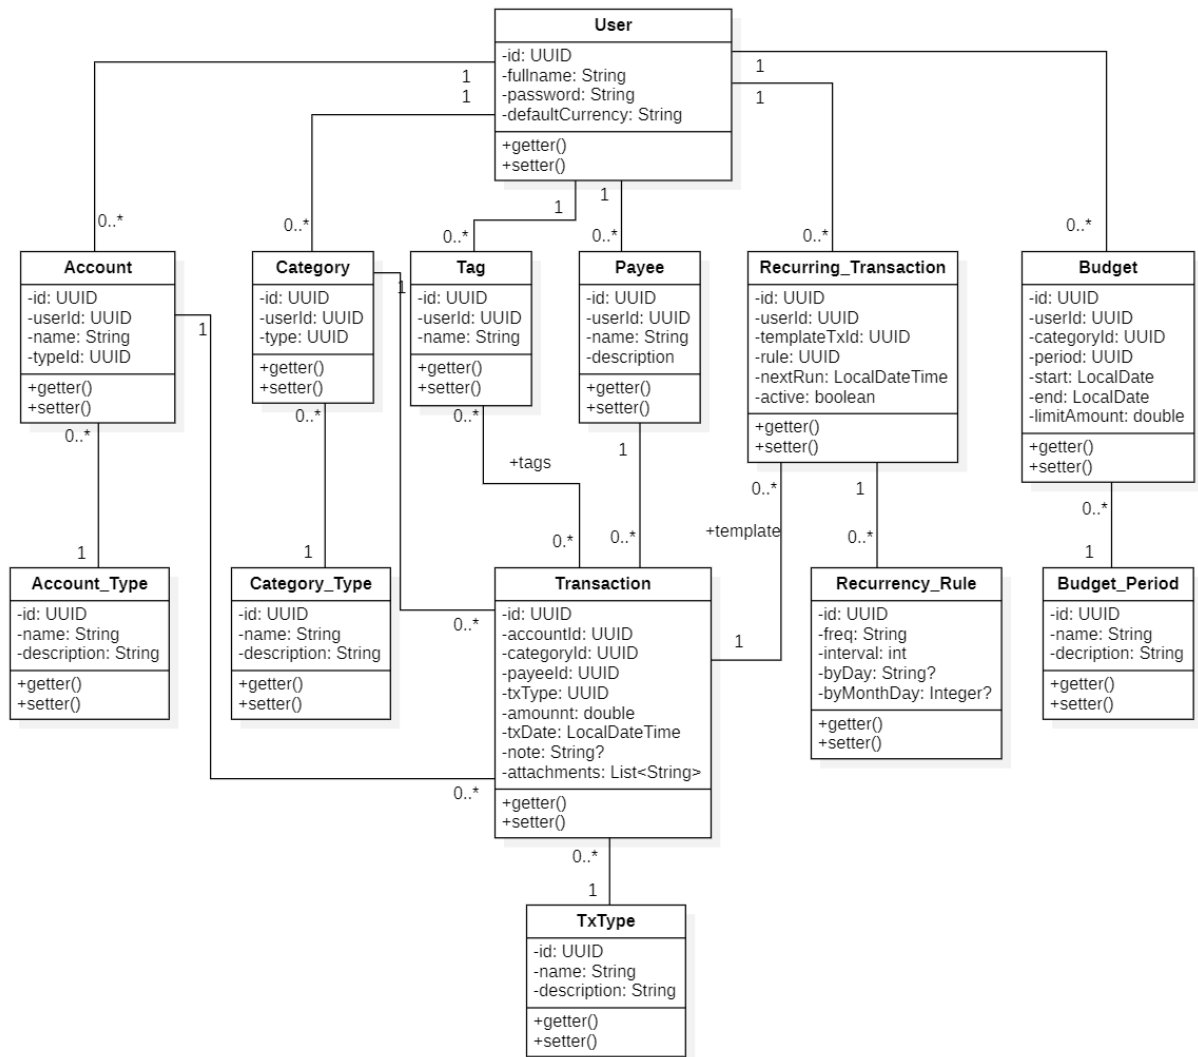 User
-id: UUID
-fullname: String
-password: String
-defaultCurrency: String
+getter()
+setter()
1
1
1
1
1
1
0..*
0..*
0..*
0..*
0..*
0..*
Account
-id: UUID
-userId: UUID
-name: String
-typeId: UUID
+getter()
+setter()
Category
-id: UUID
-userId: UUID
-type: UUID
+getter()
+setter()
Tag
-id: UUID
-userId: UUID
-name: String
+getter()
+setter()
Payee
-id: UUID
-userId: UUID
-name: String
-description
+getter()
+setter()
Recurring_Transaction
-id: UUID
-userId: UUID
-templateTxId: UUID
-rule: UUID
-nextRun: LocalDateTime
-active: boolean
+getter()
+setter()
Budget
-id: UUID
-userId: UUID
-categoryId: UUID
-period: UUID
-start: LocalDate
-end: LocalDate
-limitAmount: double
+getter()
+setter()
1
1
0..*
0..*
0..*
1
+tags
0..*
1
0..*
+template
1
1
0.*
0..*
0..*
1
Account_Type
-id: UUID
-name: String
-description: String
+getter()
+setter()
Category_Type
-id: UUID
-name: String
-description: String
+getter()
+setter()
0..*
0..*
Transaction
-id: UUID
-accountId: UUID
-categoryId: UUID
-payeeId: UUID
-txType: UUID
-amounnt: double
-txDate: LocalDateTime
-note: String?
-attachments: List<String>
+getter()
+setter()
1
Recurrency_Rule
-id: UUID
-freq: String
-interval: int
-byDay: String?
-byMonthDay: Integer?
+getter()
+setter()
Budget_Period
-id: UUID
-name: String
-decription: String
+getter()
+setter()
0..*
1
TxType
-id: UUID
-name: String
-description: String
+getter()
+setter()